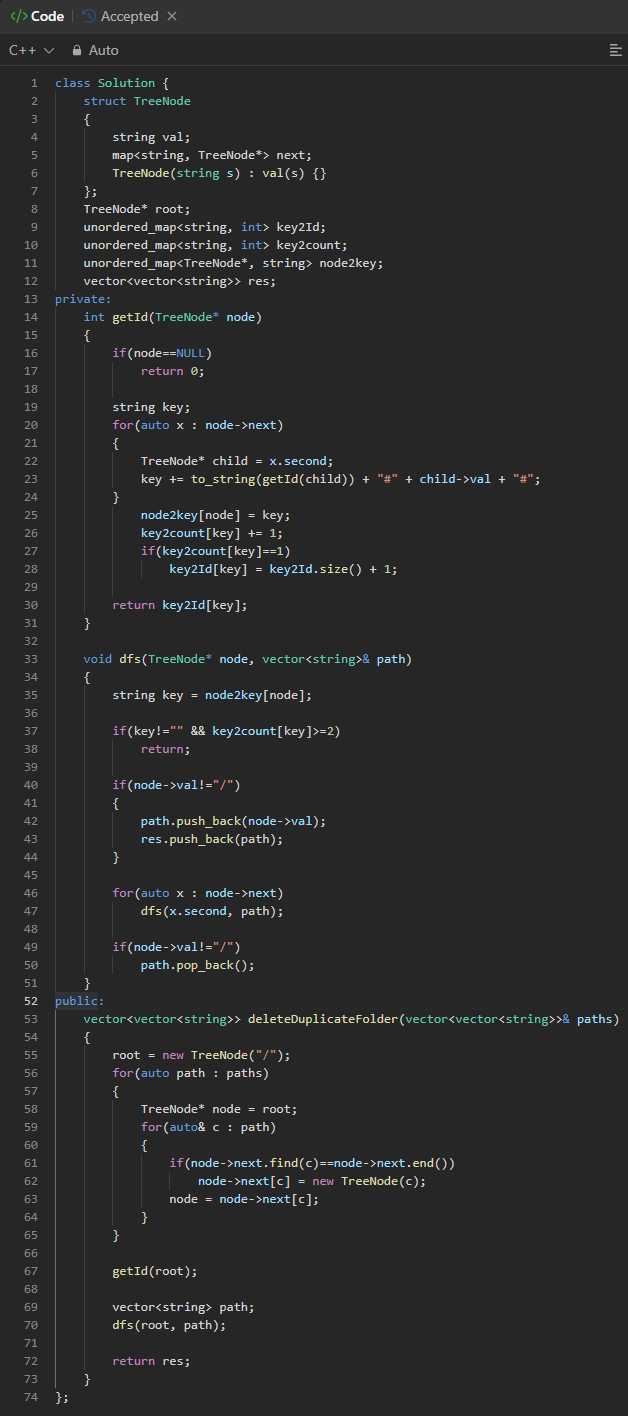 </> Code | Accepted ×
C++ Auto
1 class Solution {
2     struct TreeNode
3     {
4         string val;
5         map<string, TreeNode*> next;
6         TreeNode(string s) : val(s) {}
7     };
8     TreeNode* root;
9     unordered_map<string, int> key2Id;
10     unordered_map<string, int> key2count;
11     unordered_map<TreeNode*, string> node2key;
12     vector<vector<string>> res;
13 private:
14     int getId(TreeNode* node)
15     {
16         if(node==NULL)
17             return 0;
18
19         string key;
20         for(auto x : node->next)
21         {
22             TreeNode* child = x.second;
23             key += to_string(getId(child)) + "#" + child->val + "#";
24         }
25             node2key[node] = key;
26             key2count[key] += 1;
27             if(key2count[key]==1)
28                 key2Id[key] = key2Id.size() + 1;
29
30         return key2Id[key];
31     }
32
33     void dfs(TreeNode* node, vector<string>& path)
34     {
35         string key = node2key[node];
36
37         if(key!="" && key2count[key]>=2)
38             return;
39
40         if(node->val!="/")
41         {
42             path.push_back(node->val);
43             res.push_back(path);
44         }
45
46         for(auto x : node->next)
47             dfs(x.second, path);
48
49         if(node->val!="/")
50             path.pop_back();
51     }
52 public:
53     vector<vector<string>> deleteDuplicateFolder(vector<vector<string>>& paths)
54     {
55         root = new TreeNode("/");
56         for(auto path : paths)
57         {
58             TreeNode* node = root;
59             for(auto& c : path)
60             {
61                 if(node->next.find(c)==node->next.end())
62                     node->next[c] = new TreeNode(c);
63                 node = node->next[c];
64             }
65         }
66
67         getId(root);
68
69         vector<string> path;
70         dfs(root, path);
71
72         return res;
73     }
74 };